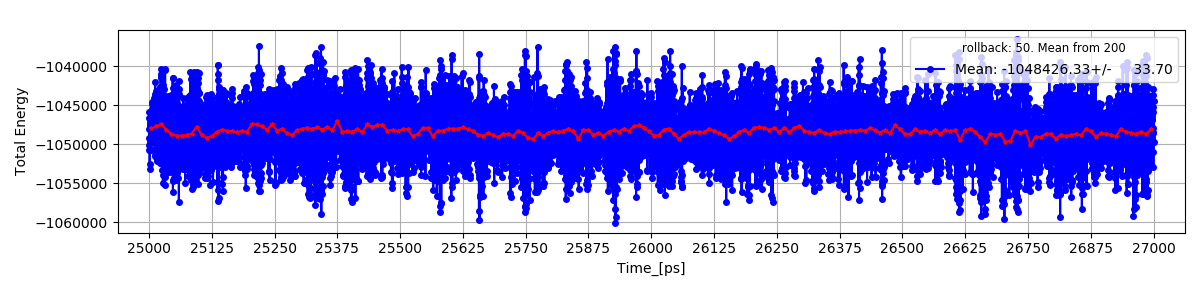 rollback: 50. Mean from 200
Mean: -1048426.33+/- 33.70
Total Energy
−1040000
−1045000
−1050000
−1055000
−1060000
25000 25125 25250 25375 25500 25625 25750 25875 26000 26125 26250 26375 26500 26625 26750 26875 27000
Time_[ps]